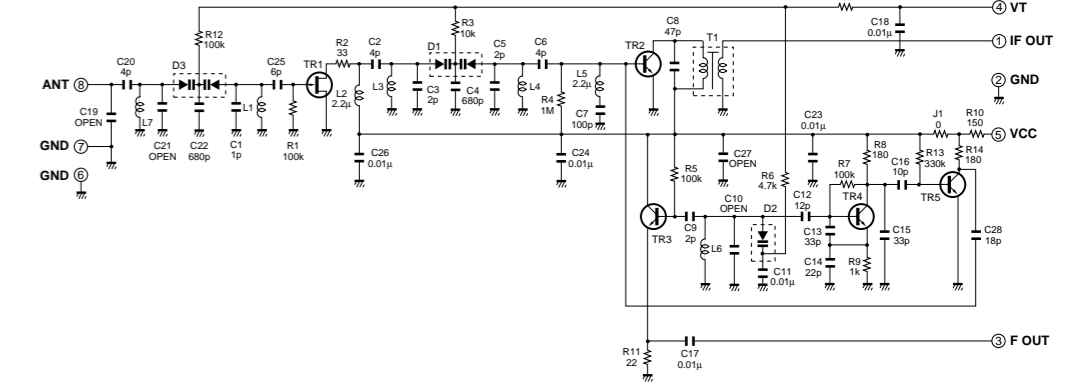 ④ VT
R12
100k
R3
10k
C8
47p
T1
C18
0.01μ
① IF OUT
C20
4p
D3
C25
6p
TR1
R2
33
C2
4p
D1
C5
2p
C6
4p
TR2
ANT ⑧
L5
2.2μ
② GND
C19
OPEN
L7
C21
OPEN
C22
680p
C1
1p
L1
R1
100k
L2
2.2μ
L3
C3
2p
C4
680p
L4
R4
1M
C7
100p
GND ⑦
C23
0.01μ
J1
0
R10
150
⑤ VCC
GND ⑥
C26
0.01μ
C24
0.01μ
C27
OPEN
R5
100k
R6
4.7k
R8
180
R7
100k
C16
10p
R13
330k
R14
180
C10
OPEN
D2
C12
12p
TR4
TR5
TR3
C9
2p
L6
C13
33p
C15
33p
C28
18p
C11
0.01μ
C14
22p
R9
1k
③ F OUT
R11
22
C17
0.01μ